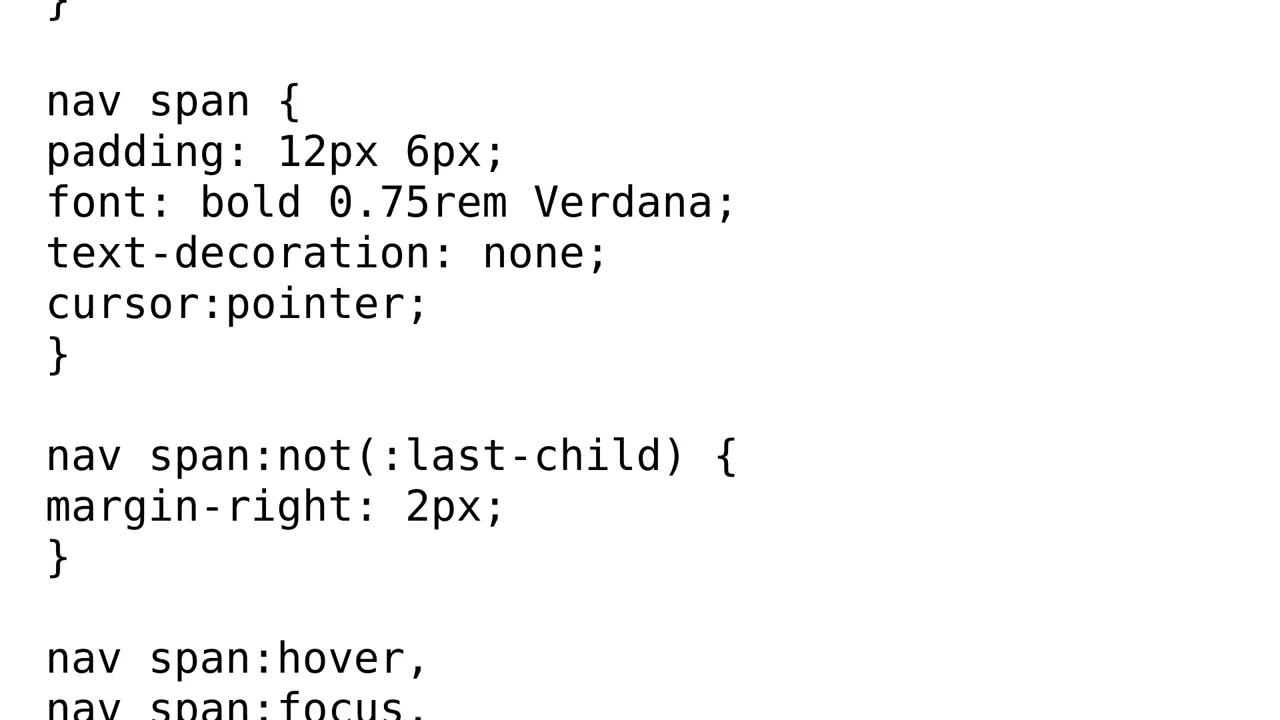 }

nav span {
padding: 12px 6px;
font: bold 0.75rem Verdana;
text-decoration: none;
cursor:pointer;
}

nav span:not(:last-child) {
margin-right: 2px;
}

nav span:hover,
nav span:focus,